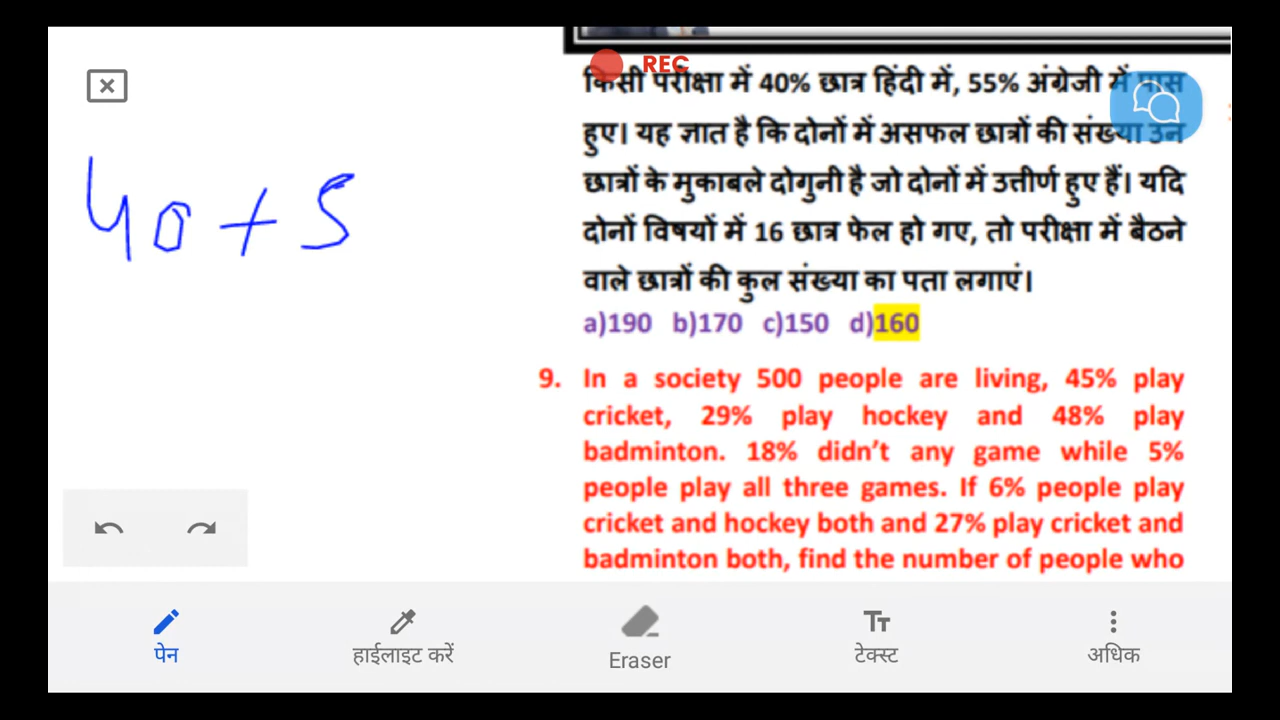 REC
किसी परीक्षा में 40% छात्र हिंदी में, 55% अंग्रेजी में पास
हुए। यह ज्ञात है कि दोनों में असफल छात्रों की संख्या उन
छात्रों के मुकाबले दोगुनी है जो दोनों में उत्तीर्ण हुए हैं। यदि
दोनों विषयों में 16 छात्र फेल हो गए, तो परीक्षा में बैठने
वाले छात्रों की कुल संख्या का पता लगाएं।
a)190 b)170 c)150 d)160
40 + 5
9. In a society 500 people are living, 45% play
cricket, 29% play hockey and 48% play
badminton. 18% didn't any game while 5%
people play all three games. If 6% people play
cricket and hockey both and 27% play cricket and
badminton both, find the number of people who
पेन
हाईलाइट करें
Eraser
Tт
टेक्स्ट
अधिक